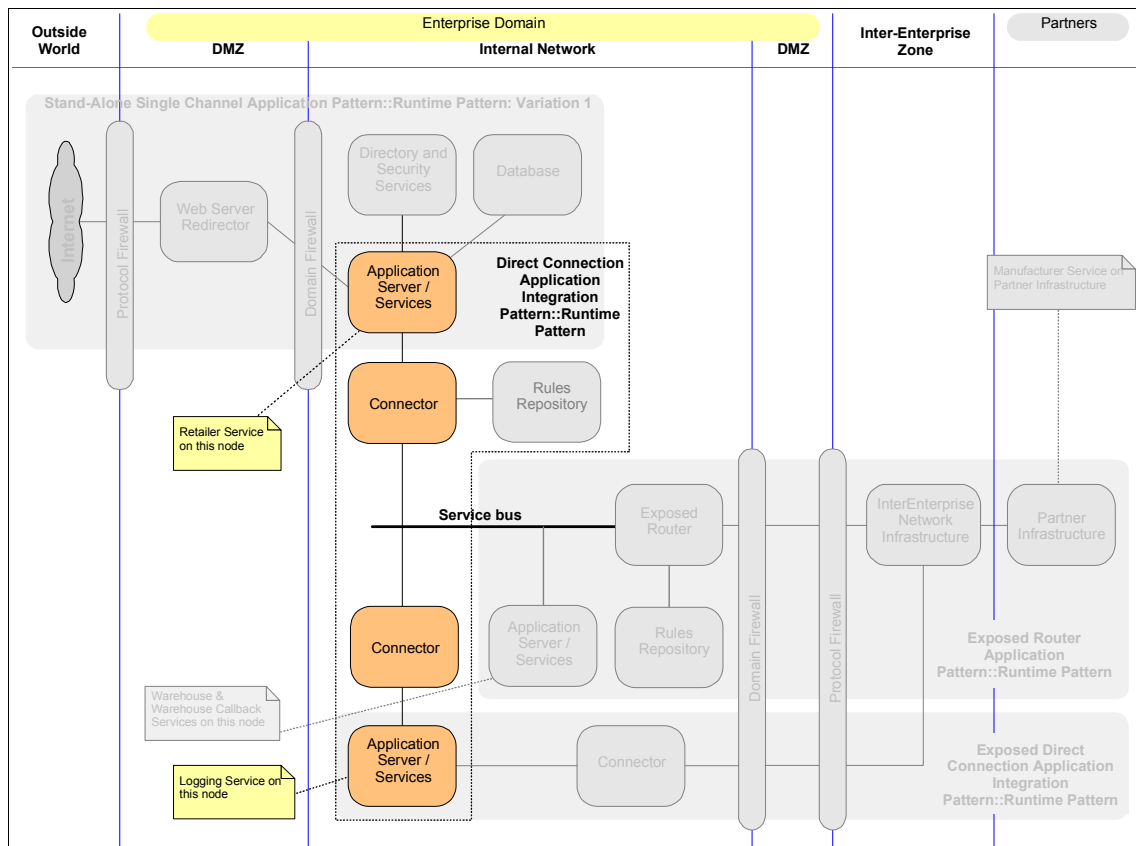 Outside
World
Enterprise Domain
DMZ
Internal Network
DMZ
Inter-Enterprise
Zone
Partners
Stand-Alone Single Channel Application Pattern::Runtime Pattern: Variation 1
Internet
Protocol Firewall
Web Server
Redirector
Domain Firewall
Directory and
Security
Services
Database
Application
Server /
Services
Direct Connection
Application
Integration
Pattern::Runtime
Pattern
Manufacturer Service on
Partner Infrastructure
Connector
Rules
Repository
Retailer Service
on this node
Service bus
Exposed
Router
InterEnterprise
Network
Infrastructure
Partner
Infrastructure
Connector
Application
Server /
Services
Rules
Repository
Domain Firewall
Protocol Firewall
Exposed Router
Application
Pattern::Runtime Pattern
Warehouse &
Warehouse Callback
Services on this node
Application
Server /
Services
Connector
Exposed Direct
Connection Application
Integration
Pattern::Runtime Pattern
Logging Service on
this node